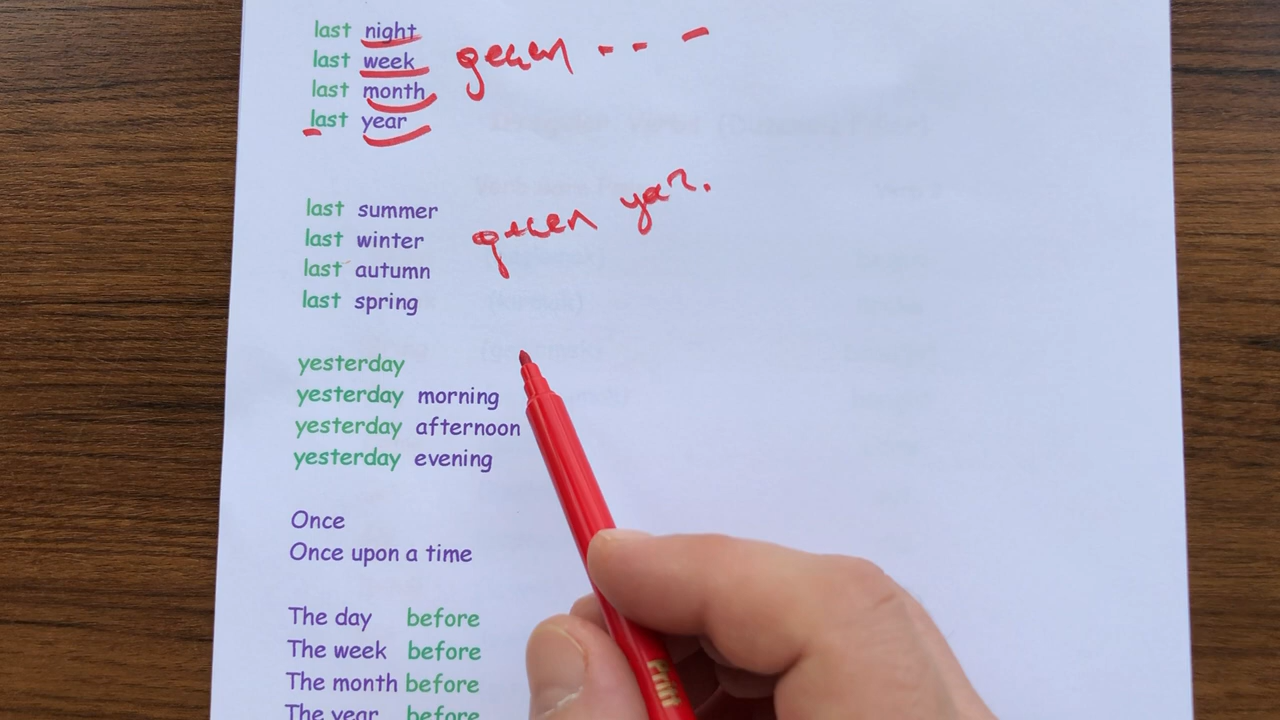 last night
last week
last month
last year
geçen ---
last summer
last winter
last autumn
last spring
geçen yaz.
yesterday
yesterday morning
yesterday afternoon
yesterday evening
Once
Once upon a time
The day before
The week before
The month before
The year before